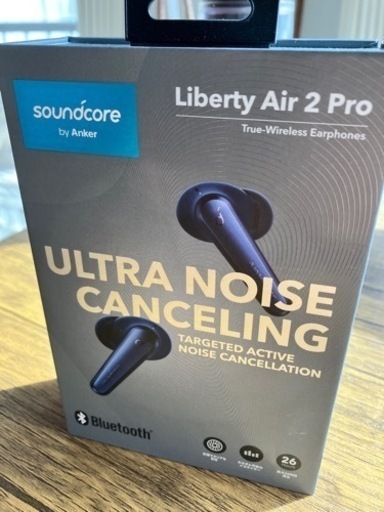 soundcore
by Anker
Liberty Air 2 Pro
True-Wireless Earphones
ULTRA NOISE
CANCELING
TARGETED ACTIVE
NOISE CANCELLATION
Bluetooth®
26